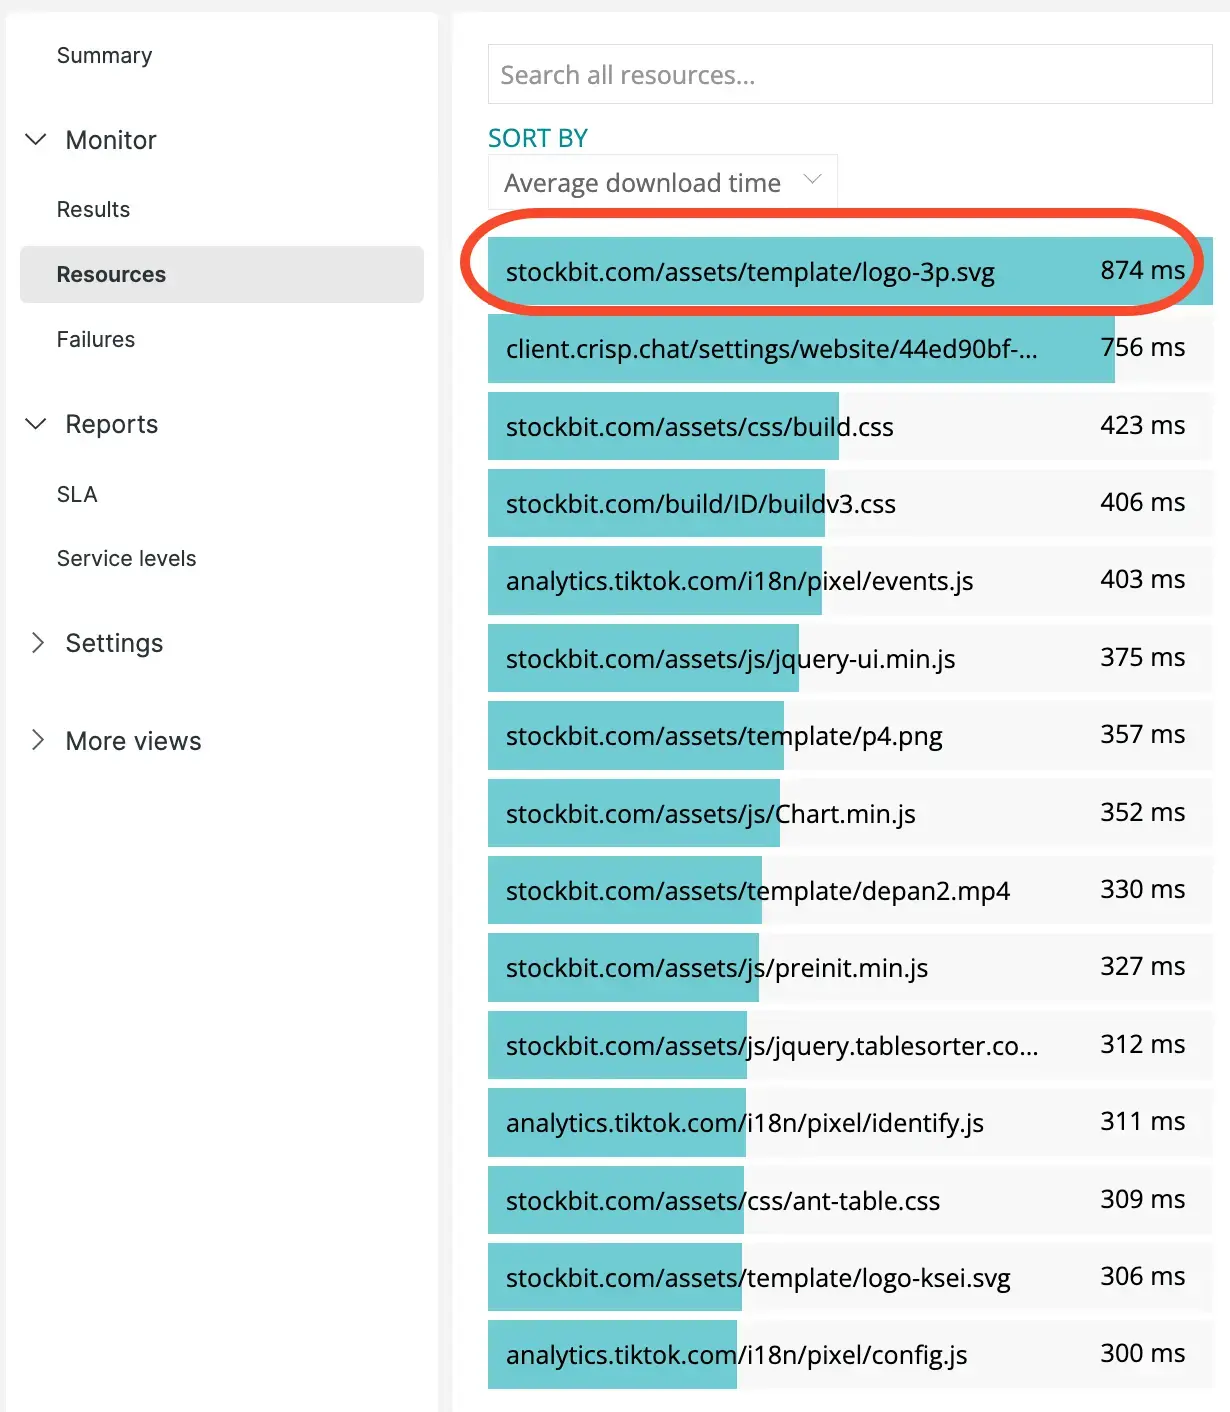 Summary
Monitor
Results
Resources
Failures
Reports
SLA
Service levels
Settings
More views
Search all resources...
SORT BY
Average download time
stockbit.com/assets/template/logo-3p.svg 874 ms
client.crisp.chat/settings/website/44ed90bf-... 756 ms
stockbit.com/assets/css/build.css 423 ms
stockbit.com/build/ID/buildv3.css 406 ms
analytics.tiktok.com/i18n/pixel/events.js 403 ms
stockbit.com/assets/js/jquery-ui.min.js 375 ms
stockbit.com/assets/template/p4.png 357 ms
stockbit.com/assets/js/Chart.min.js 352 ms
stockbit.com/assets/template/depan2.mp4 330 ms
stockbit.com/assets/js/preinit.min.js 327 ms
stockbit.com/assets/js/jquery.tablesorter.co... 312 ms
analytics.tiktok.com/i18n/pixel/identify.js 311 ms
stockbit.com/assets/css/ant-table.css 309 ms
stockbit.com/assets/template/logo-ksei.svg 306 ms
analytics.tiktok.com/i18n/pixel/config.js 300 ms